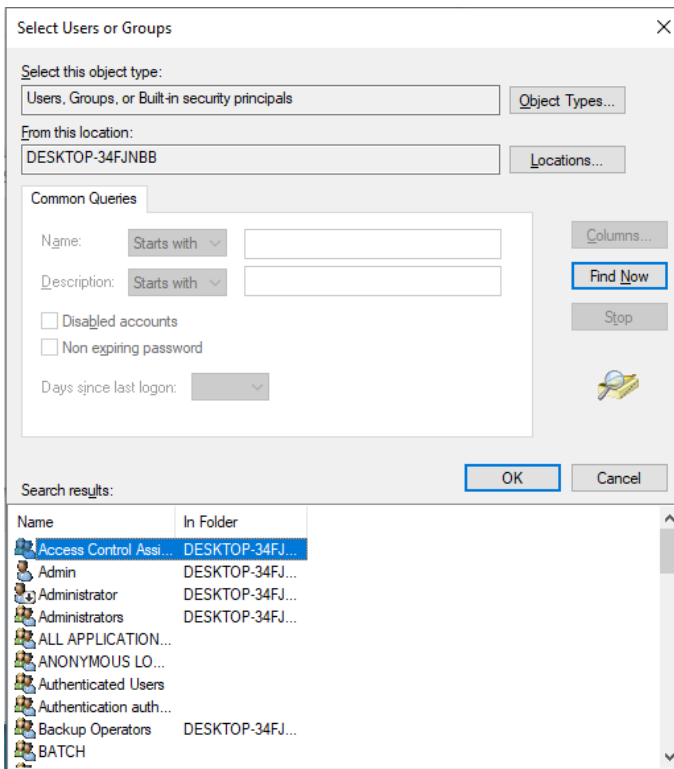 Select Users or Groups
Select this object type:
Users, Groups, or Built-in security principals
Object Types...
From this location:
DESKTOP-34FJNBB
Locations...
Common Queries
Name:
Starts with
Columns...
Description:
Starts with
Find Now
Disabled accounts
Stop
Non expiring password
Days since last logon:
OK
Cancel
Search results:
Name In Folder
Access Control Assi... DESKTOP-34FJ...
Admin DESKTOP-34FJ...
Administrator DESKTOP-34FJ...
Administrators DESKTOP-34FJ...
ALL APPLICATION...
ANONYMOUS LO...
Authenticated Users
Authentication auth...
Backup Operators DESKTOP-34FJ...
BATCH